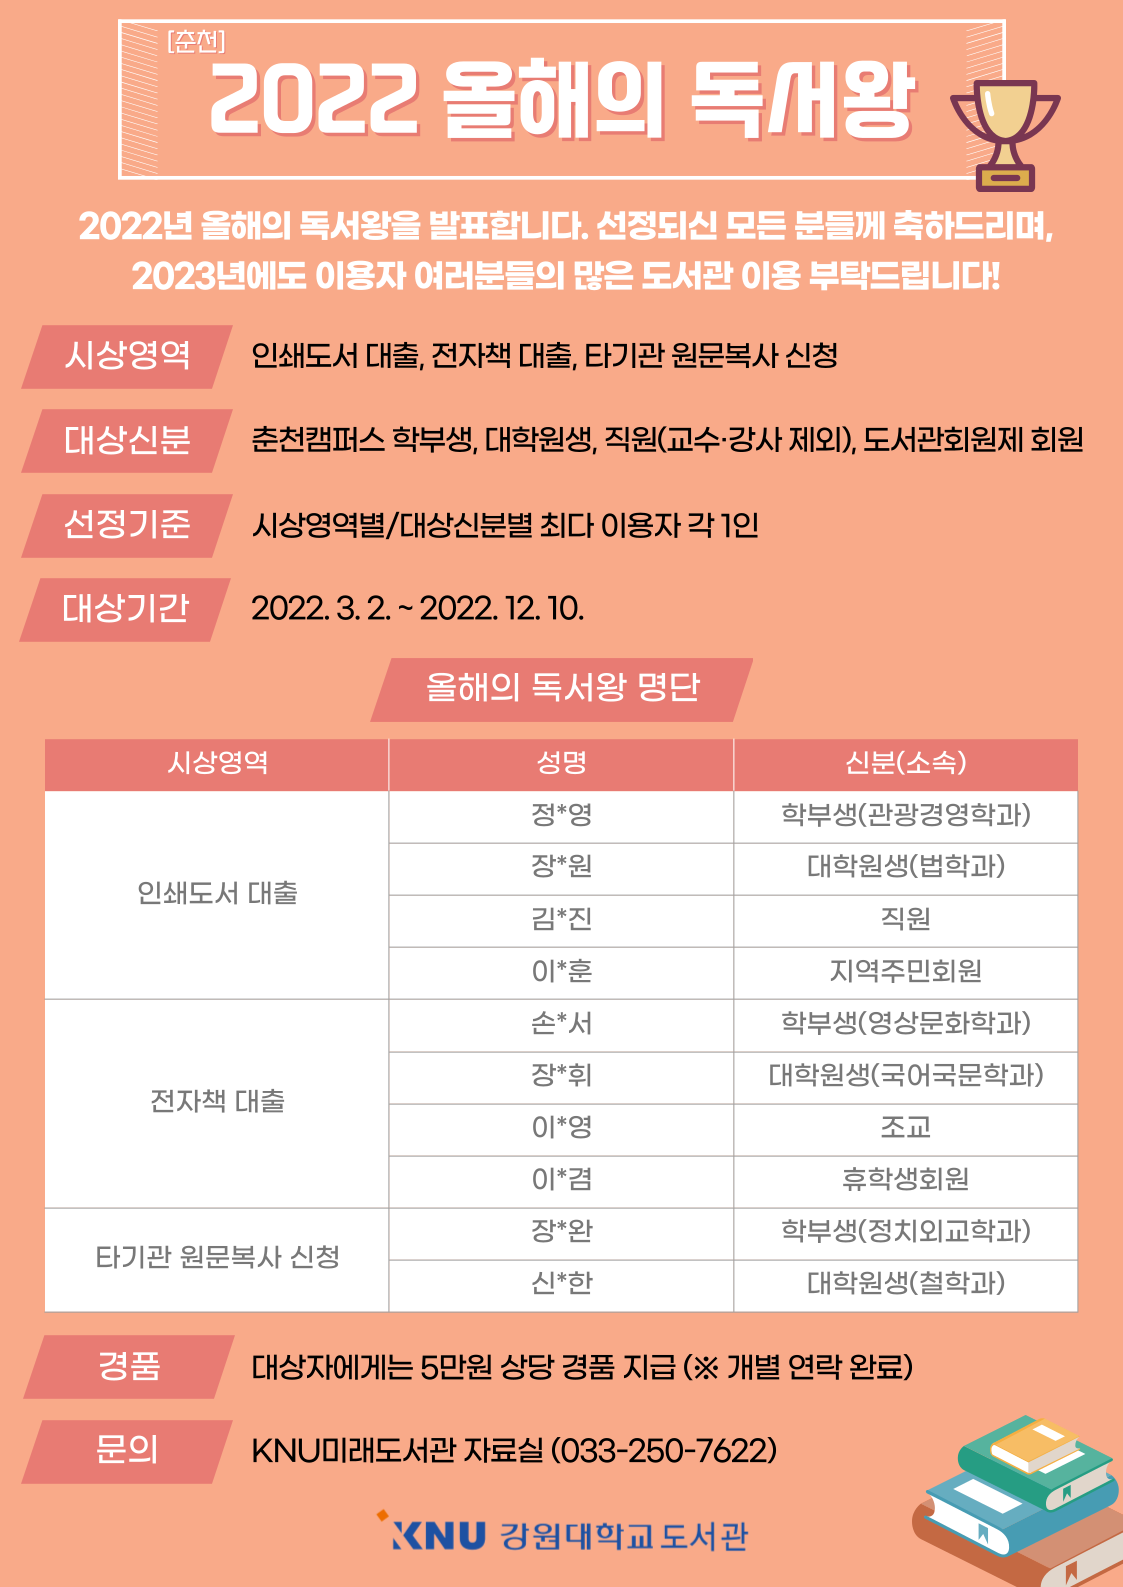 [춘천]
2022 올해의 독서왕
2022년 올해의 독서왕을 발표합니다. 선정되신 모든 분들께 축하드리며,
2023년에도 이용자 여러분들의 많은 도서관 이용 부탁드립니다!
시상영역 인쇄도서 대출, 전자책 대출, 타기관 원문복사 신청
대상신분 춘천캠퍼스 학부생, 대학원생, 직원(교수·강사 제외), 도서관회원제 회원
선정기준 시상영역별/대상신분별 최다 이용자 각 1인
대상기간 2022. 3. 2. ~ 2022. 12. 10.
올해의 독서왕 명단
시상영역 성명 신분(소속)
인쇄도서 대출
정*영 학부생(관광경영학과)
장*원 대학원생(법학과)
김*진 직원
이*훈 지역주민회원
전자책 대출
손*서 학부생(영상문화학과)
장*휘 대학원생(국어국문학과)
이*영 조교
이*겸 휴학생회원
타기관 원문복사 신청
장*완 학부생(정치외교학과)
신*한 대학원생(철학과)
경품 대상자에게는 5만원 상당 경품 지급 (※ 개별 연락 완료)
문의 KNU미래도서관 자료실 (033-250-7622)
KNU 강원대학교도서관